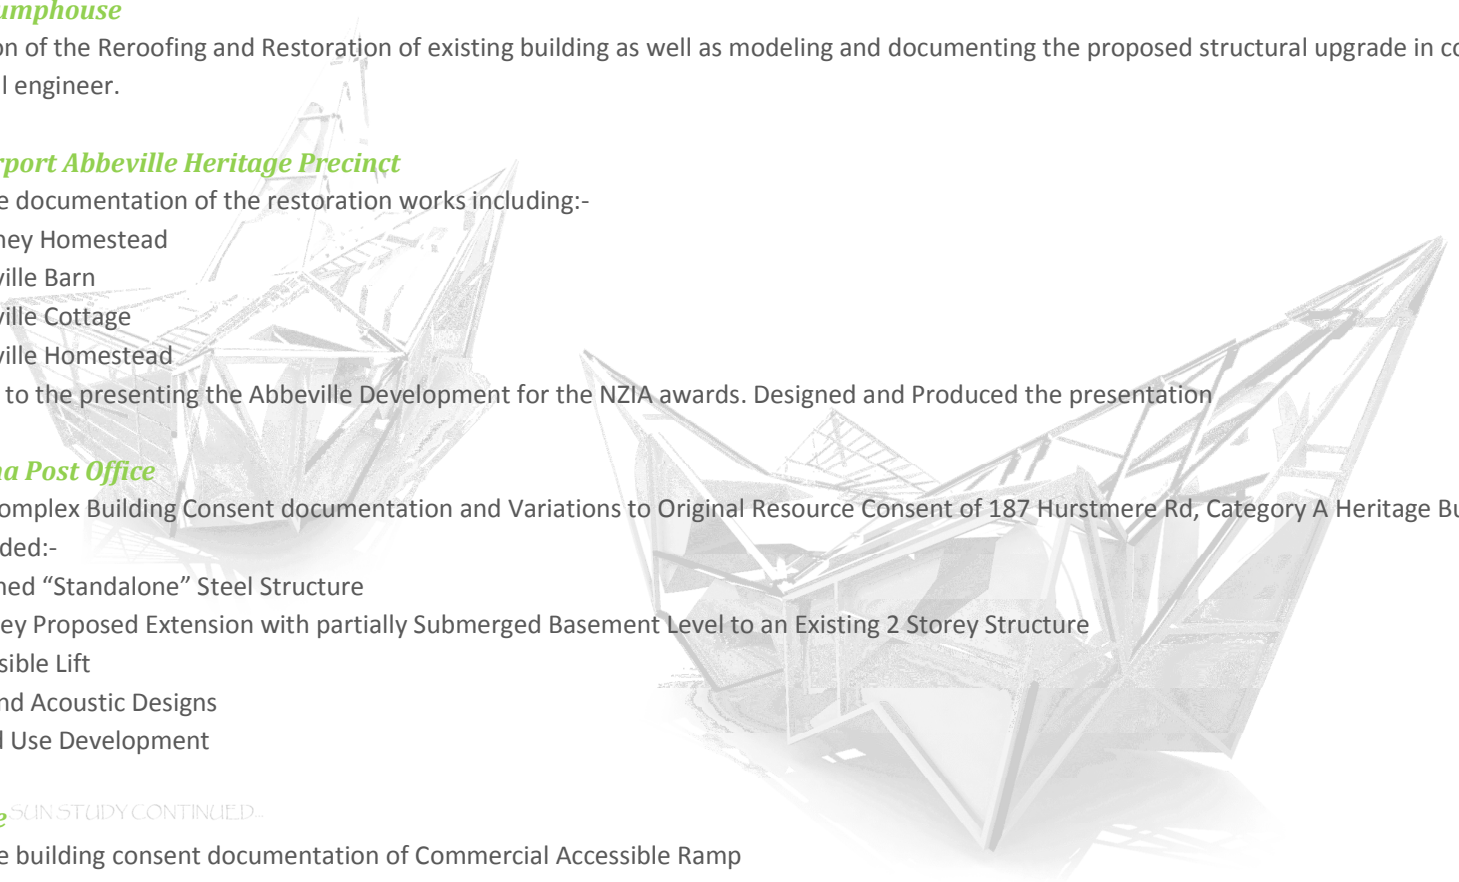 umphouse
on of the Reroofing and Restoration of existing building as well as modeling and documenting the proposed structural upgrade in co
l engineer.
rport Abbeville Heritage Precinct
e documentation of the restoration works including:-
ney Homestead
ville Barn
ville Cottage
ville Homestead
to the presenting the Abbeville Development for the NZIA awards. Designed and Produced the presentation
na Post Office
omplex Building Consent documentation and Variations to Original Resource Consent of 187 Hurstmere Rd, Category A Heritage Bu
ded:-
ned “Standalone” Steel Structure
ey Proposed Extension with partially Submerged Basement Level to an Existing 2 Storey Structure
sible Lift
nd Acoustic Designs
d Use Development
e SUN STUDY CONTINUED-
e building consent documentation of Commercial Accessible Ramp